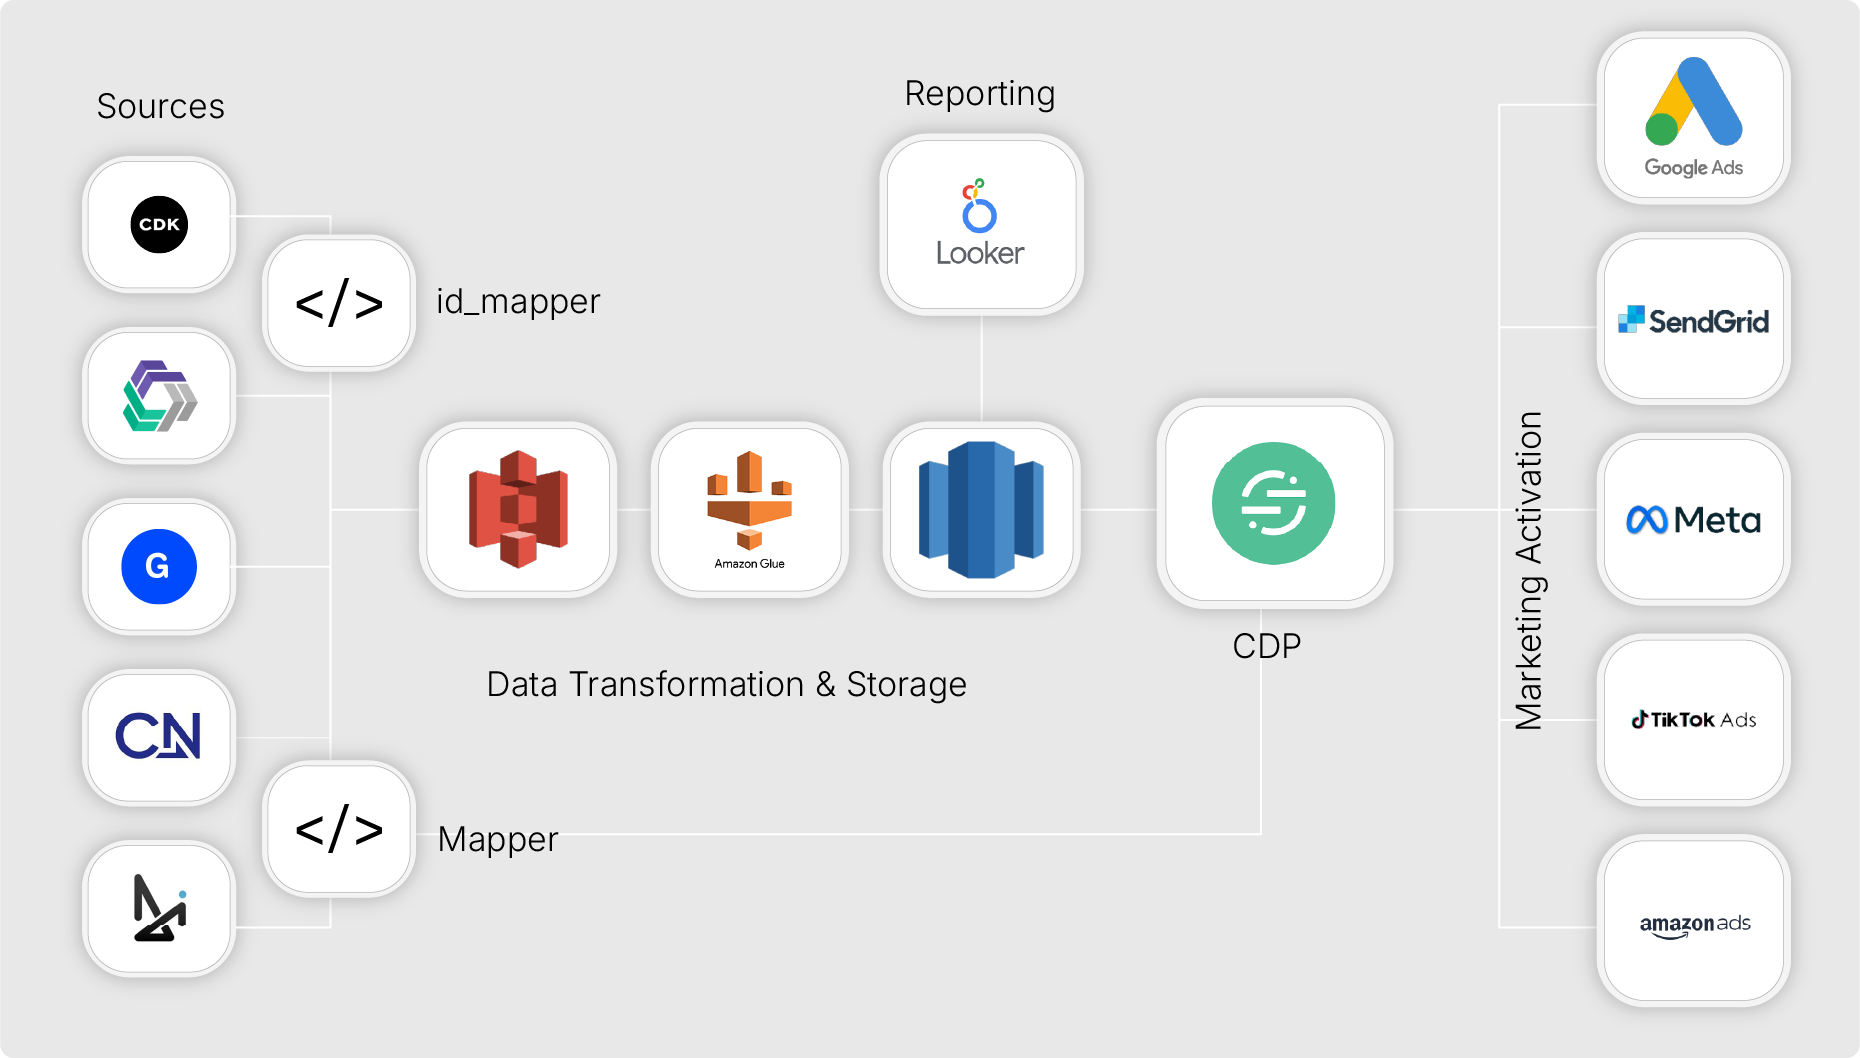 Sources
CDK
</>
id_mapper
G
CN
</>
Mapper
Reporting
Looker
Amazon Glue
Data Transformation & Storage
CDP
Marketing Activation
Google Ads
SendGrid
Meta
TikTok Ads
amazon ads